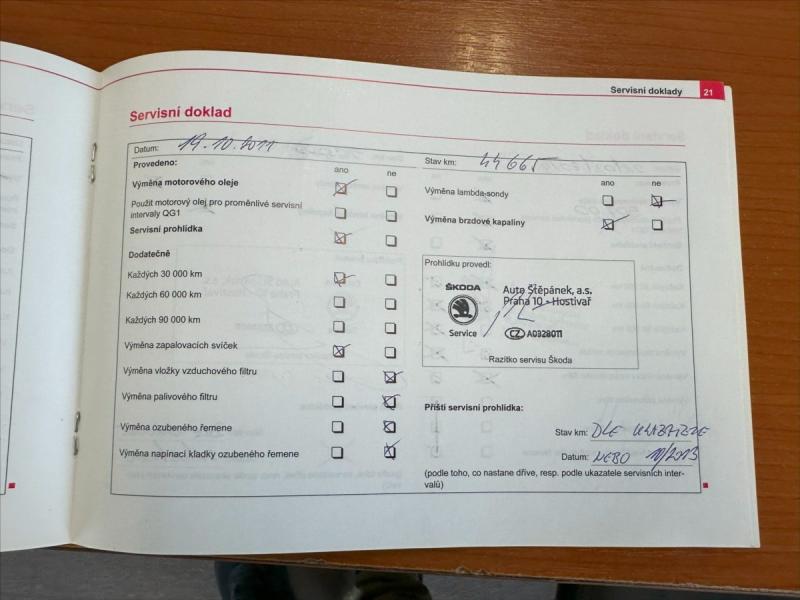 Servisní doklady 21
Servisní doklad
Datum: 19.10.2011
Stav km: 44665
Provedeno:
ano ne
Výměna motorového oleje
Použit motorový olej pro proměnlivé servisní
intervaly QG1
Servisní prohlídka
Dodatečně
Každých 30 000 km
Každých 60 000 km
Každých 90 000 km
Výměna zapalovacích svíček
Výměna vložky vzduchového filtru
Výměna palivového filtru
Výměna ozubeného řemene
Výměna napínací kladky ozubeného řemene
ano ne
Výměna lambda-sondy
Výměna brzdové kapaliny
Prohlídku provedl:
ŠKODA
Service
Auto Štěpánek, a.s.
Praha 10 - Hostivař
CZ A0328011
Razítko servisu Škoda
Příští servisní prohlídka:
Stav km: DLE UKAZATELE
Datum: NEBO 10/2013
(podle toho, co nastane dříve, resp. podle ukazatele servisních inter-
valů)